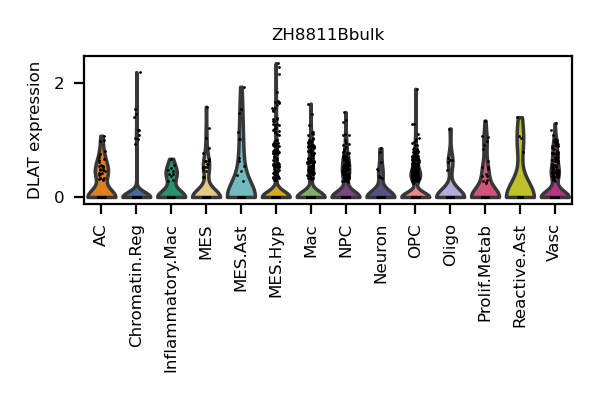 ZH8811Bbulk
DLAT expression
2
0
AC
Chromatin.Reg
Inflammatory.Mac
MES
MES.Ast
MES.Hyp
Mac
NPC
Neuron
OPC
Oligo
Prolif.Metab
Reactive.Ast
Vasc